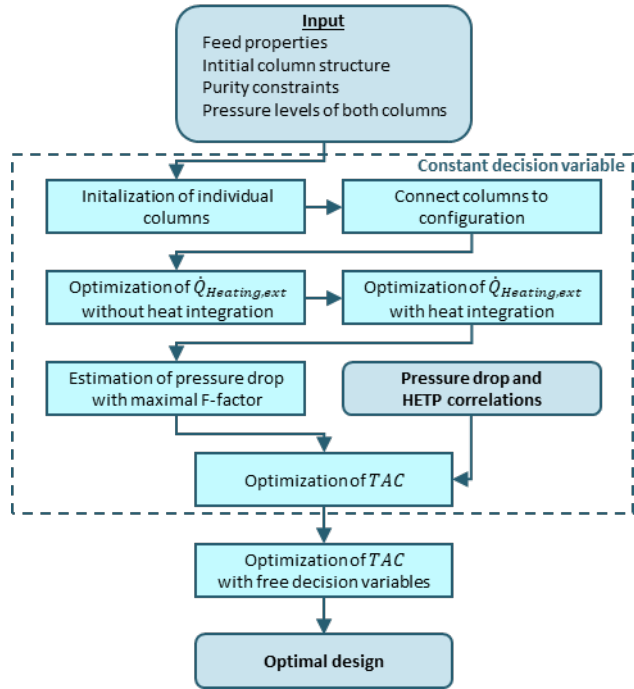 Input
Feed properties
Intitial column structure
Purity constraints
Pressure levels of both columns
Constant decision variable
Initalization of individual
columns
Connect columns to
configuration
Optimization of Q̇_Heating,ext
without heat integration
Optimization of Q̇_Heating,ext
with heat integration
Estimation of pressure drop
with maximal F-factor
Pressure drop and
HETP correlations
Optimization of TAC
Optimization of TAC
with free decision variables
Optimal design